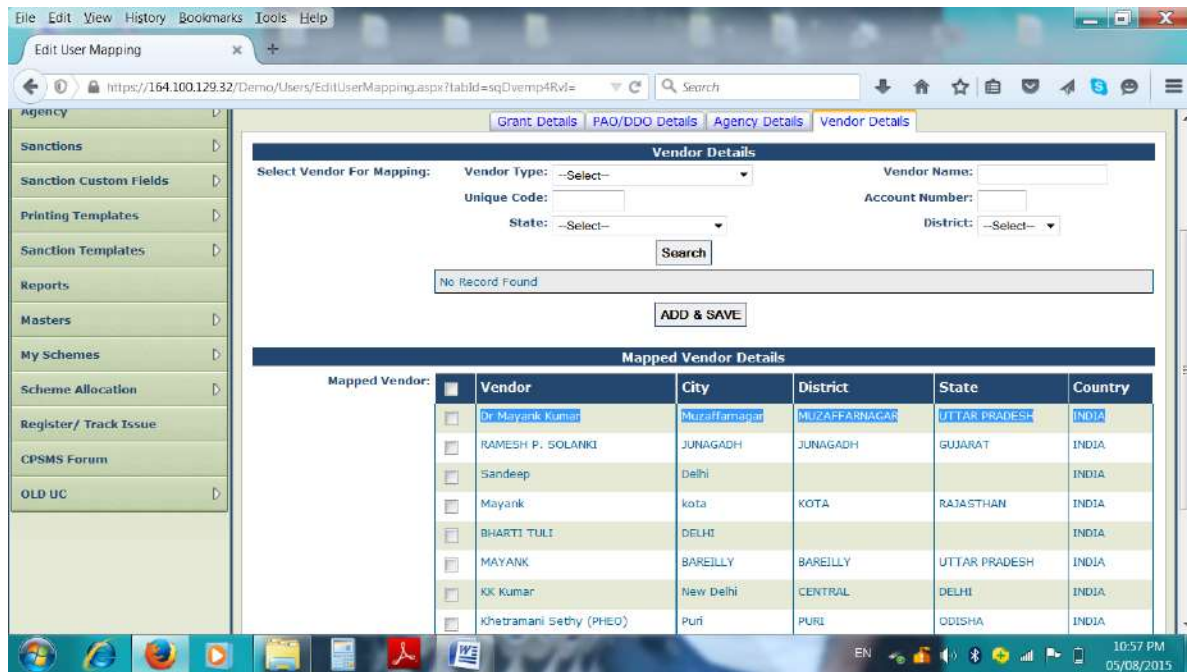 File Edit View History Bookmarks Tools Help
Edit User Mapping
https://164.100.129.32/Demo/Users/EditUserMapping.aspx?tabId=sqDvemp4RvI=
Search
Agency
Sanctions
Sanction Custom Fields
Printing Templates
Sanction Templates
Reports
Masters
My Schemes
Scheme Allocation
Register/ Track Issue
CPSMS Forum
OLD UC
Grant Details PAO/DDO Details Agency Details Vendor Details
Vendor Details
Select Vendor For Mapping: Vendor Type: --Select-- Vendor Name:
Unique Code: Account Number:
State: --Select-- District: --Select--
Search
No Record Found
ADD & SAVE
Mapped Vendor Details
Mapped Vendor: Vendor City District State Country
Dr Mayank Kumar Muzaffarnagar MUZAFFARNAGAR UTTAR PRADESH INDIA
RAMESH P. SOLANKI JUNAGADH JUNAGADH GUJARAT INDIA
Sandeep Delhi INDIA
Mayank kota KOTA RAJASTHAN INDIA
BHARTI TULI DELHI INDIA
MAYANK BAREILLY BAREILLY UTTAR PRADESH INDIA
KK Kumar New Delhi CENTRAL DELHI INDIA
Khetramani Sethy (PHEO) Puri PURI ODISHA INDIA
EN 10:57 PM
05/08/2015